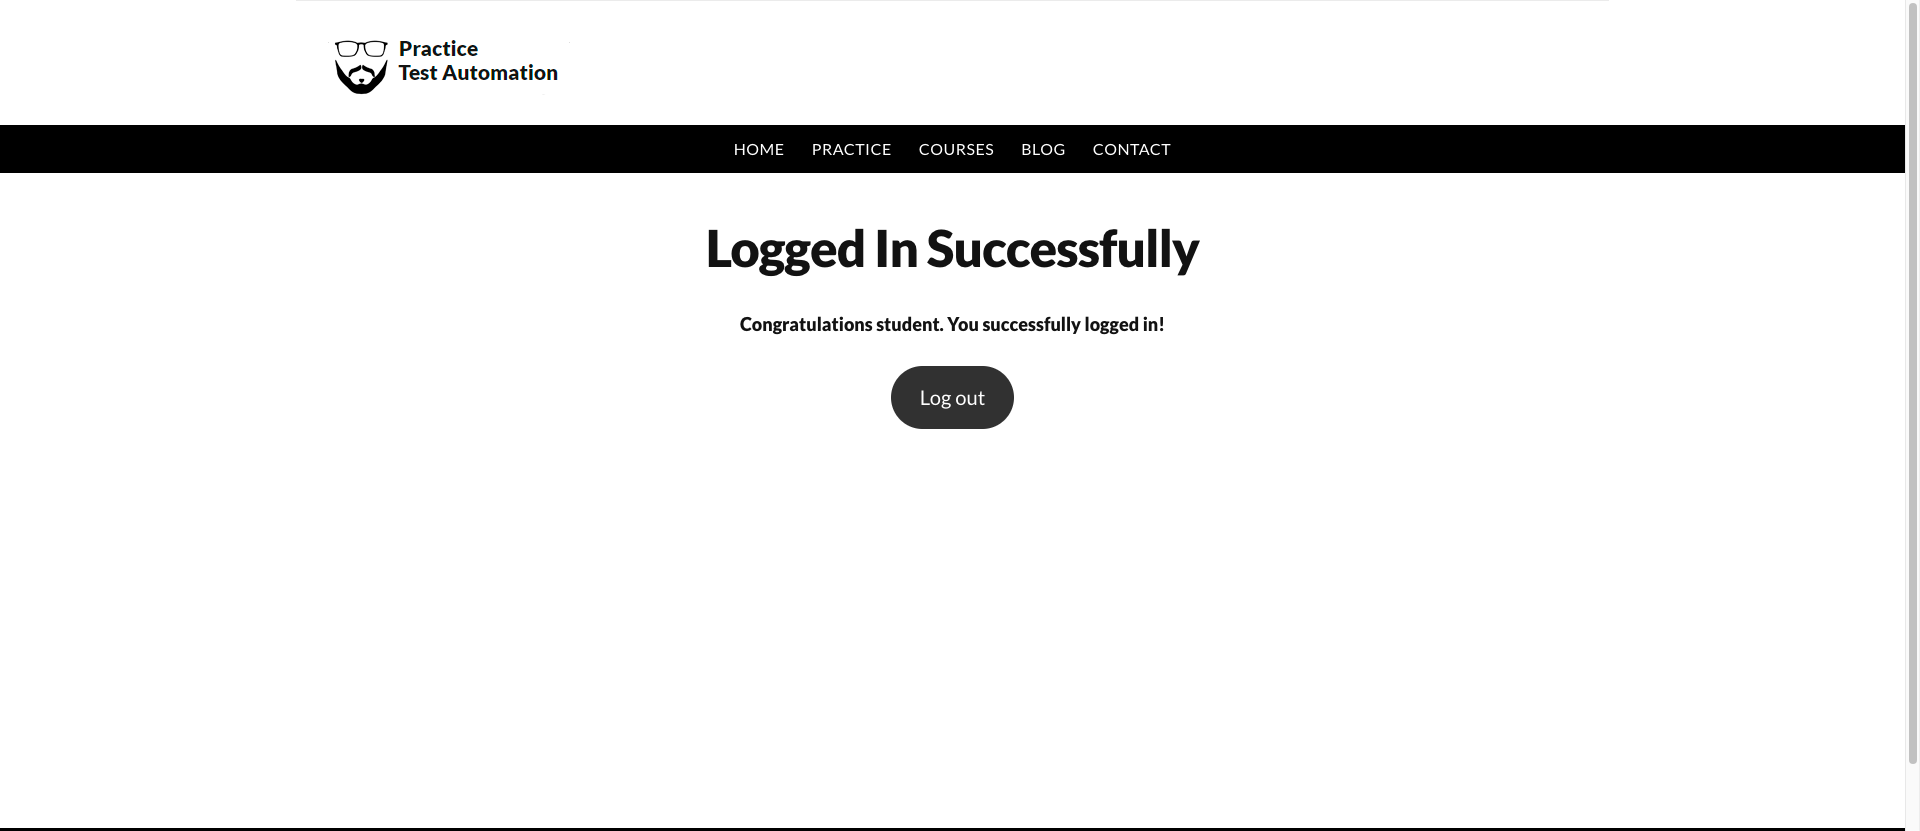 Practice
Test Automation
HOME PRACTICE COURSES BLOG CONTACT
Logged In Successfully
Congratulations student. You successfully logged in!
Log out